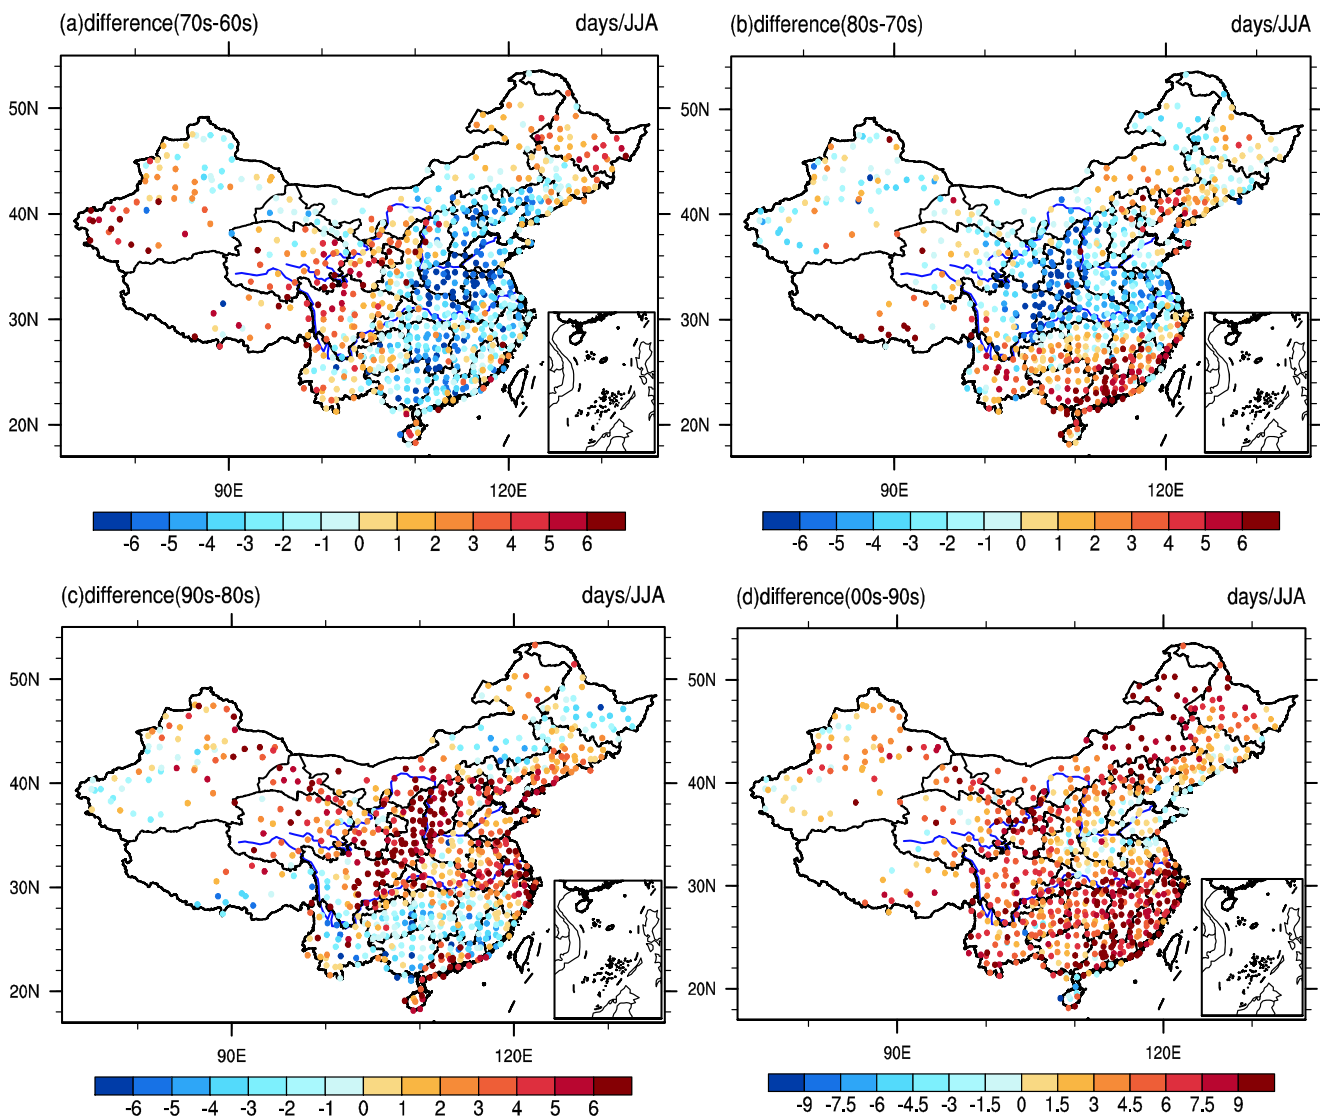 (a)difference(70s-60s) days/JJA
50N
40N
30N
20N
90E 120E
-6 -5 -4 -3 -2 -1 0 1 2 3 4 5 6
(b)difference(80s-70s) days/JJA
50N
40N
30N
20N
90E 120E
-6 -5 -4 -3 -2 -1 0 1 2 3 4 5 6
(c)difference(90s-80s) days/JJA
50N
40N
30N
20N
90E 120E
-6 -5 -4 -3 -2 -1 0 1 2 3 4 5 6
(d)difference(00s-90s) days/JJA
50N
40N
30N
20N
90E 120E
-9 -7.5 -6 -4.5 -3 -1.5 0 1.5 3 4.5 6 7.5 9